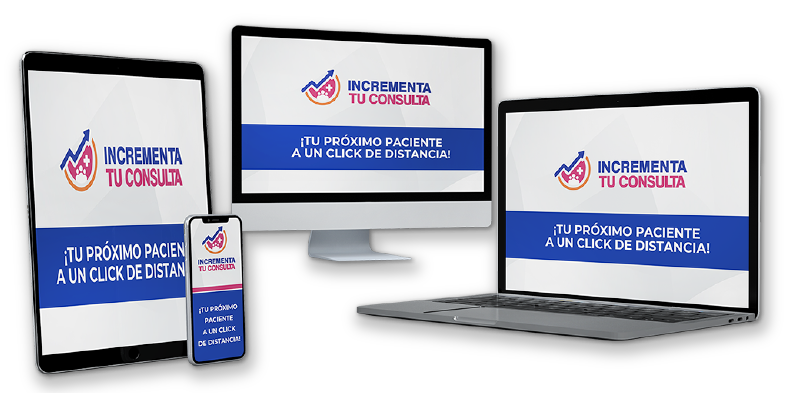 INCREMENTA
TU CONSULTA
¡TU PRÓXIMO PACIEN
A UN CLICK DE DISTAN
INCREMENTA
TU CONSULTA
¡TU PRÓXIMO
PACIENTE
A UN CLICK
DE DISTANCIA!
INCREMENTA
TU CONSULTA
¡TU PRÓXIMO PACIENTE
A UN CLICK DE DISTANCIA!
INCREMENTA
TU CONSULTA
¡TU PRÓXIMO PACIENTE
A UN CLICK DE DISTANCIA!